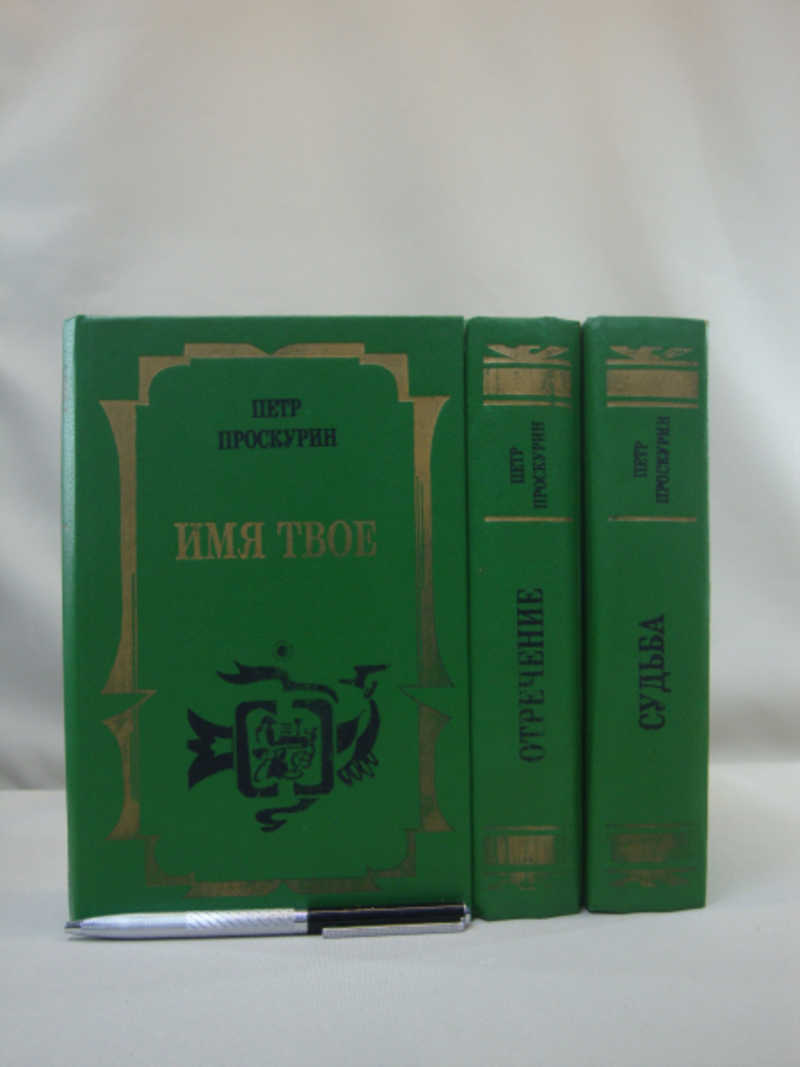 ПЕТР
ПРОСКУРИН
ИМЯ ТВОЕ
ПЕТР
ПРОСКУРИН
ОТРЕЧЕНИЕ
ПЕТР
ПРОСКУРИН
СУДЬБА